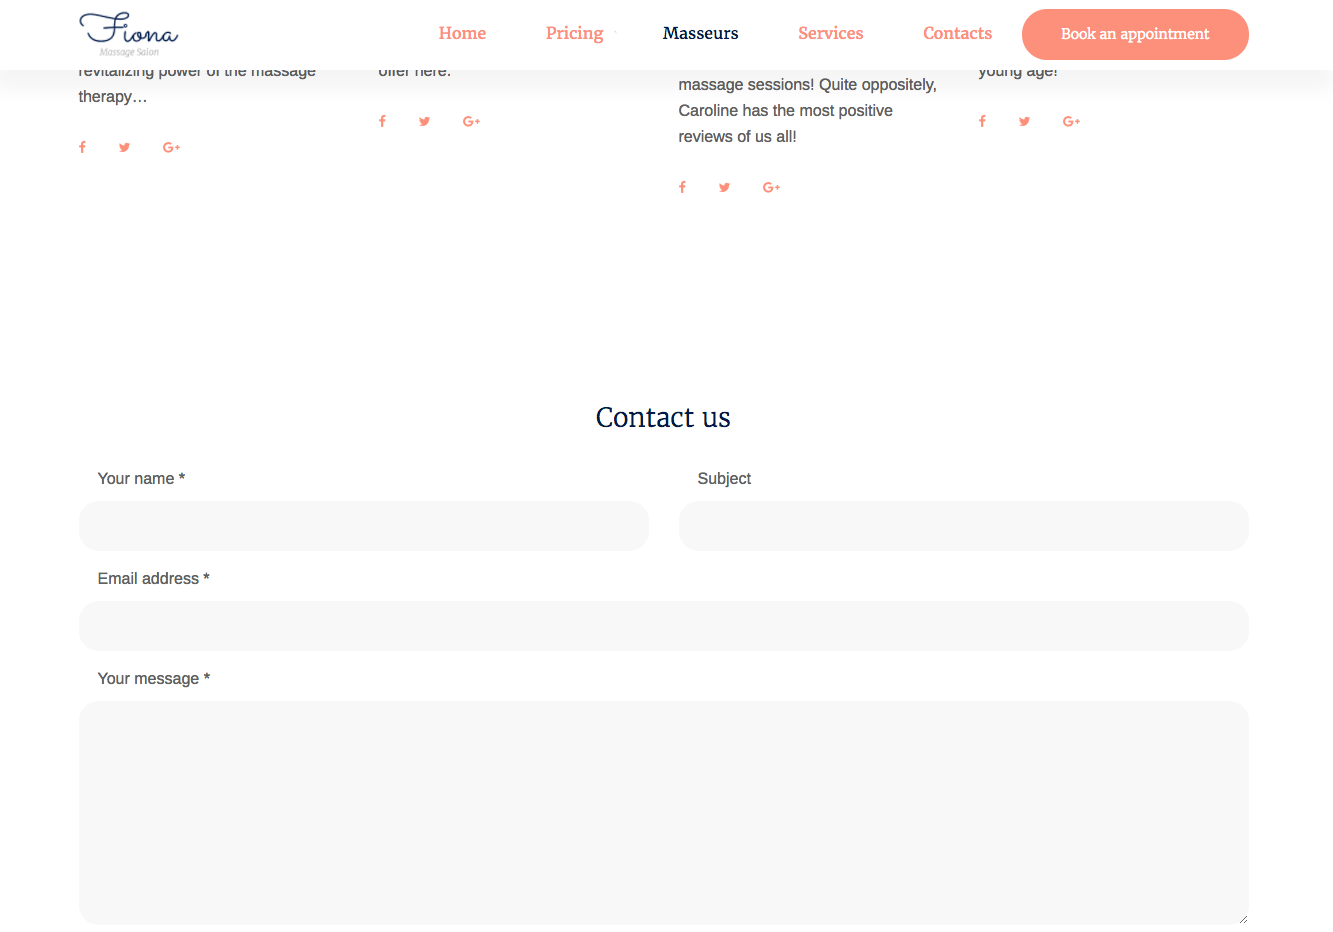 Fiona
Massage Salon
Home
Pricing
Masseurs
Services
Contacts
Book an appointment
revitalizing power of the massage
therapy…
offer here.
massage sessions! Quite oppositely,
Caroline has the most positive
reviews of us all!
young age!
Contact us
Your name *
Subject
Email address *
Your message *